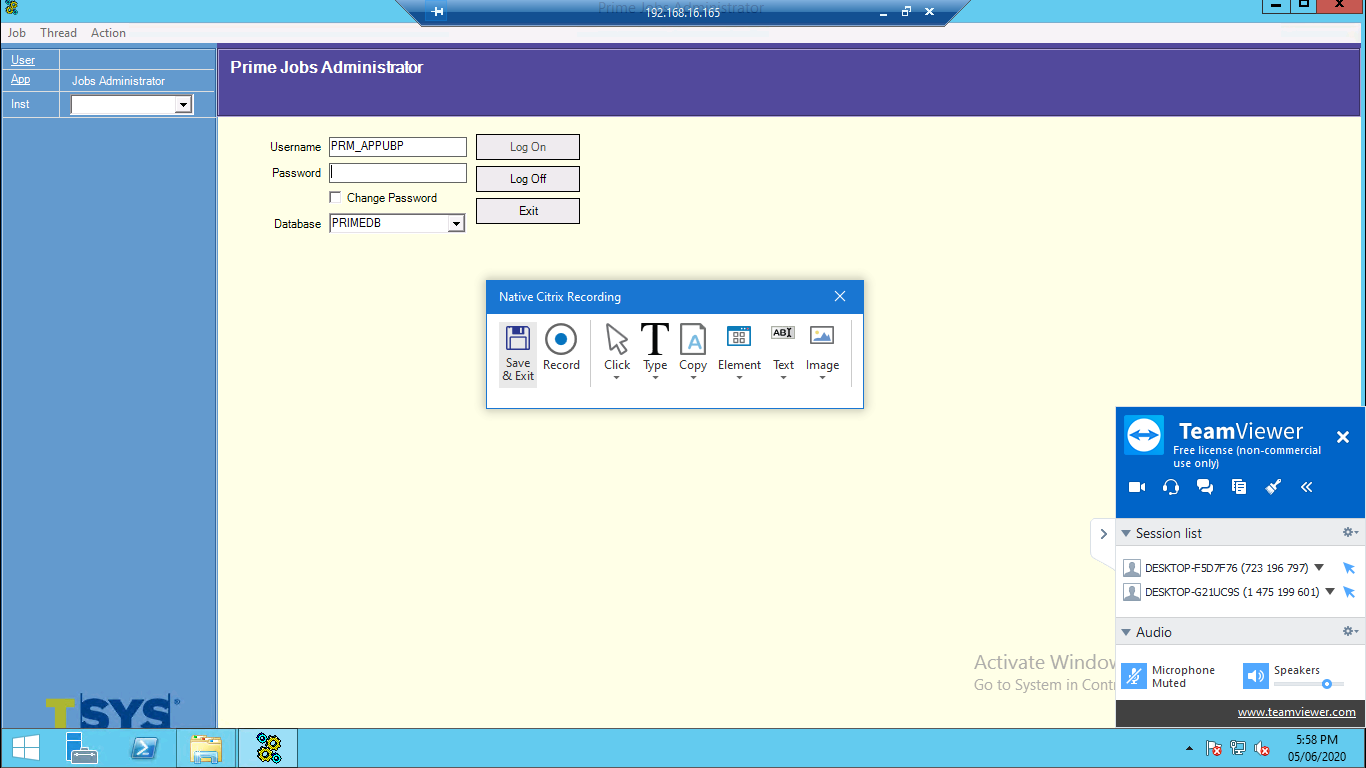 Prime Jobs Administrator
192.168.16.165
Job Thread Action
User
App Jobs Administrator
Inst
Prime Jobs Administrator
Username PRM_APPUBP Log On
Password Log Off
Change Password
Exit
Database PRIMEDB
Native Citrix Recording
Save & Exit
Record
Click
Type
Copy
Element
ABI
Text
Image
TeamViewer
Free license (non-commercial
use only)
Session list
DESKTOP-F5D7F76 (723 196 797)
DESKTOP-G21UC9S (1 475 199 601)
Audio
Microphone
Muted
Speakers
www.teamviewer.com
Activate Window
Go to System in Cont
TSYS®
5:58 PM
05/06/2020